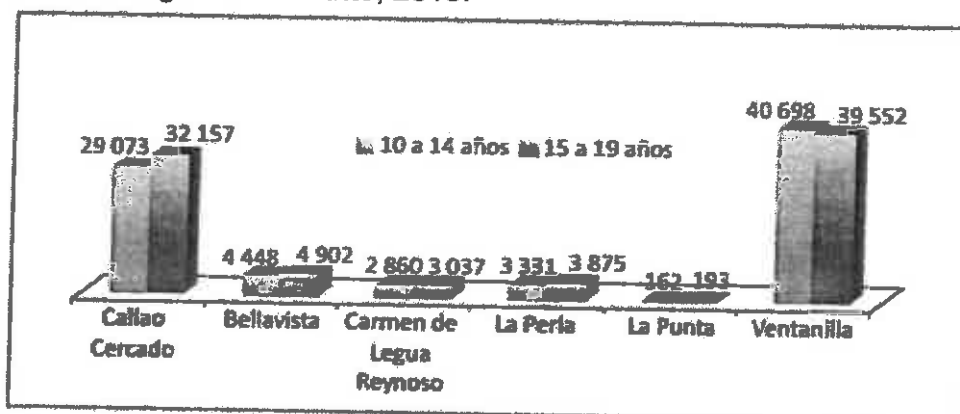 29 073 32 157
10 a 14 años 15 a 19 años
40 698 39 552
4 448 4 902
2 860 3 037
3 331 3 875
162 193
Callao
Cercado
Bellavista
Carmen de
Legua
Reynoso
La Perla
La Punta
Ventanilla